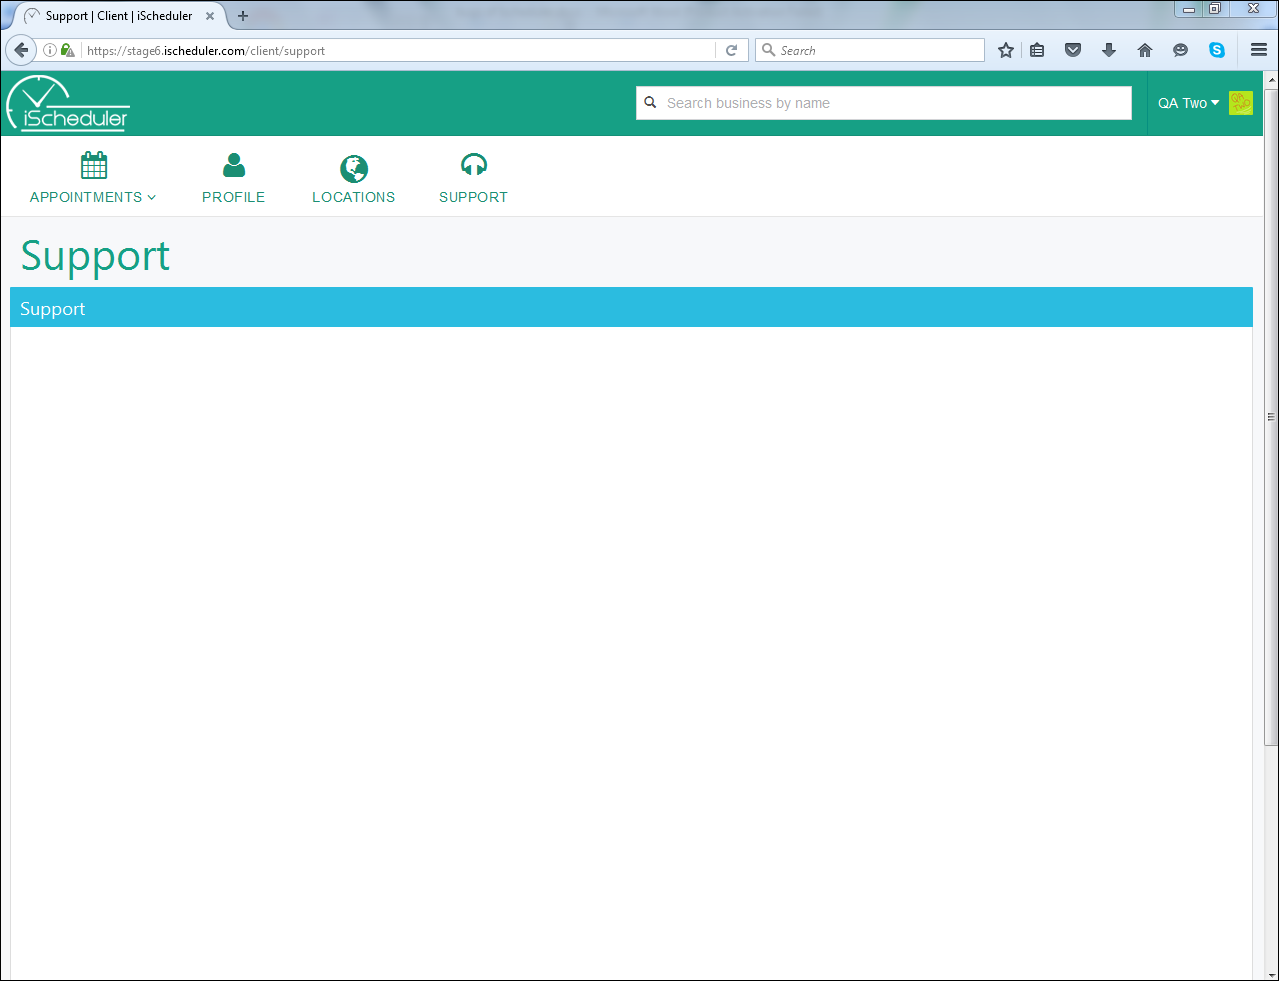 Support | Client | iScheduler
https://stage6.ischeduler.com/client/support
Search
iScheduler
Search business by name
QA Two
APPOINTMENTS
PROFILE
LOCATIONS
SUPPORT
Support
Support